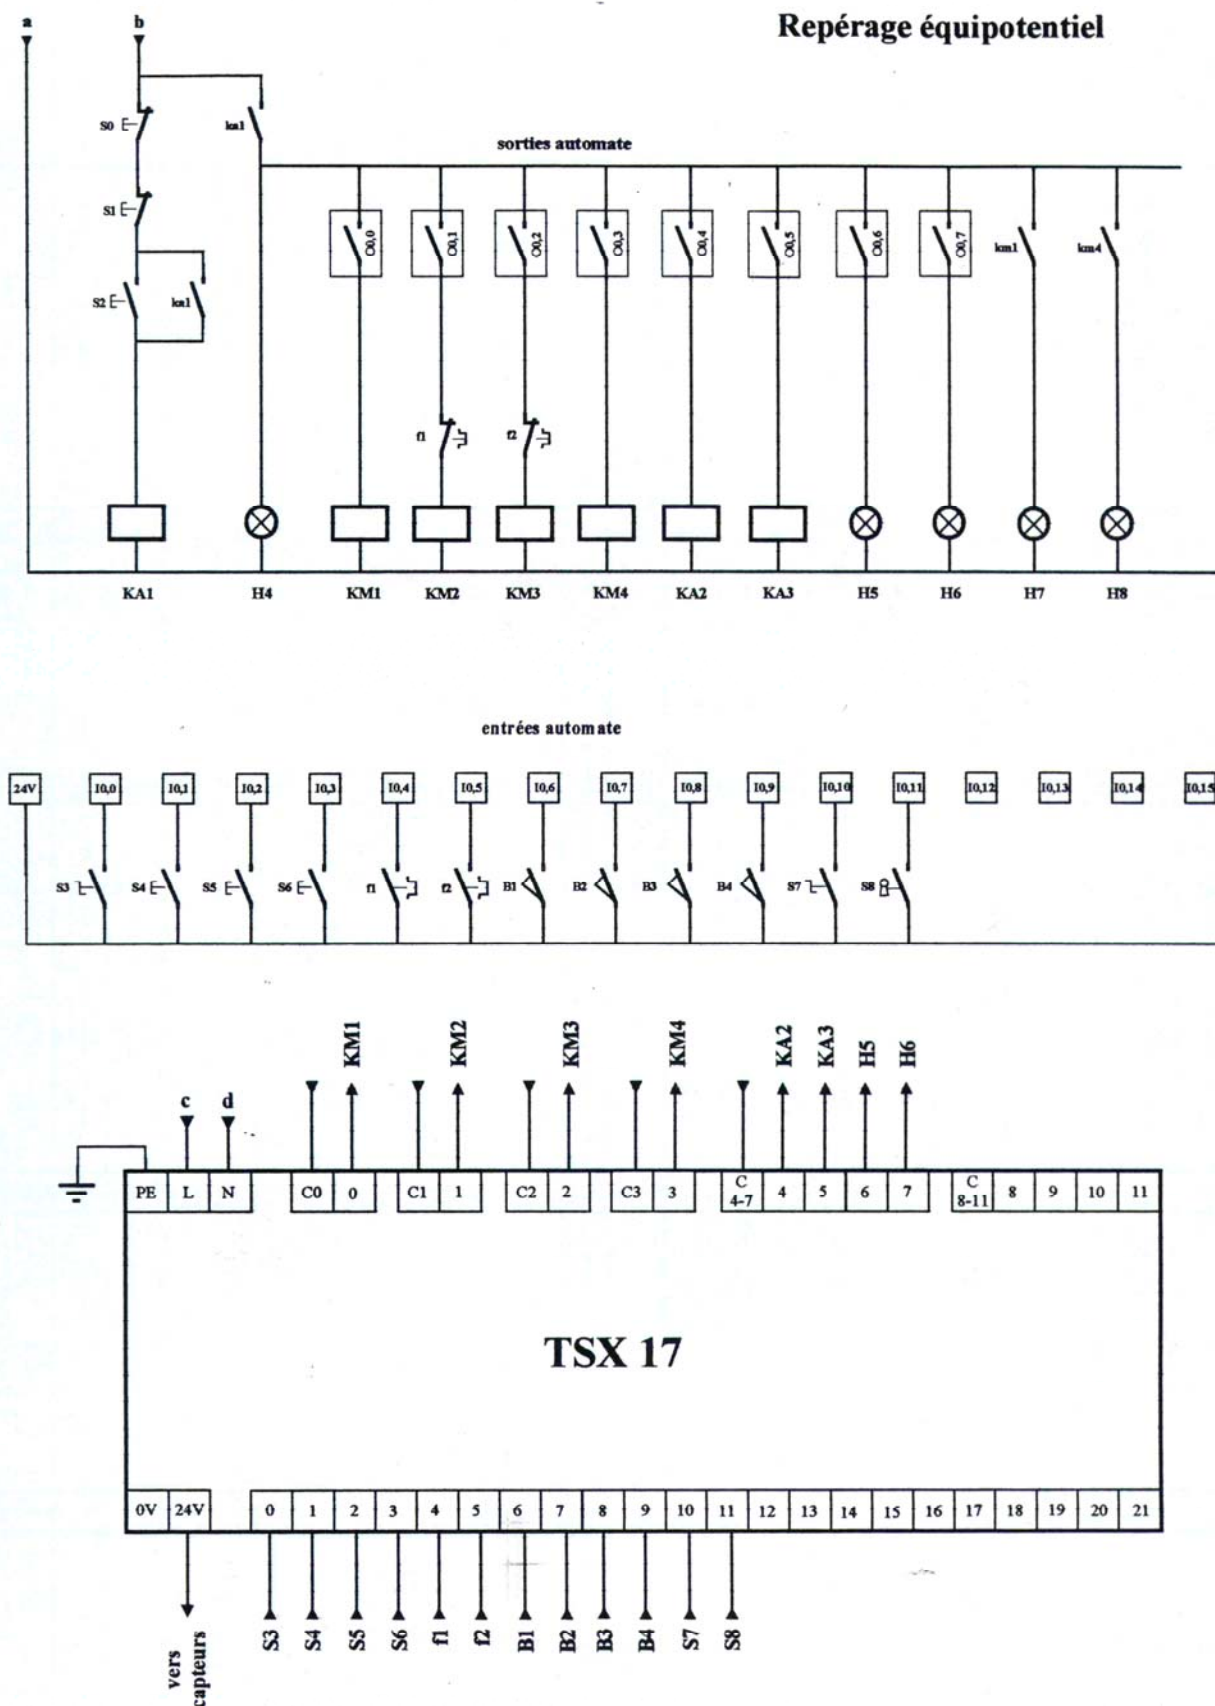 a b Repérage équipotentiel
S0 ka1
sorties automate
S1
O0,0 O0,1 O0,2 O0,3 O0,4 O0,5 O0,6 O0,7 km1 km4
S2 ka1
f1 f2
KA1 H4 KM1 KM2 KM3 KM4 KA2 KA3 H5 H6 H7 H8
entrées automate
24V I0,0 I0,1 I0,2 I0,3 I0,4 I0,5 I0,6 I0,7 I0,8 I0,9 I0,10 I0,11 I0,12 I0,13 I0,14 I0,15
S3 S4 S5 S6 f1 f2 B1 B2 B3 B4 S7 S8
KM1 KM2 KM3 KM4 KA2 KA3 H5 H6
c d
PE L N C0 0 C1 1 C2 2 C3 3 C 4-7 4 5 6 7 C 8-11 8 9 10 11
TSX 17
0V 24V 0 1 2 3 4 5 6 7 8 9 10 11 12 13 14 15 16 17 18 19 20 21
S3 S4 S5 S6 f1 f2 B1 B2 B3 B4 S7 S8
vers
capteurs